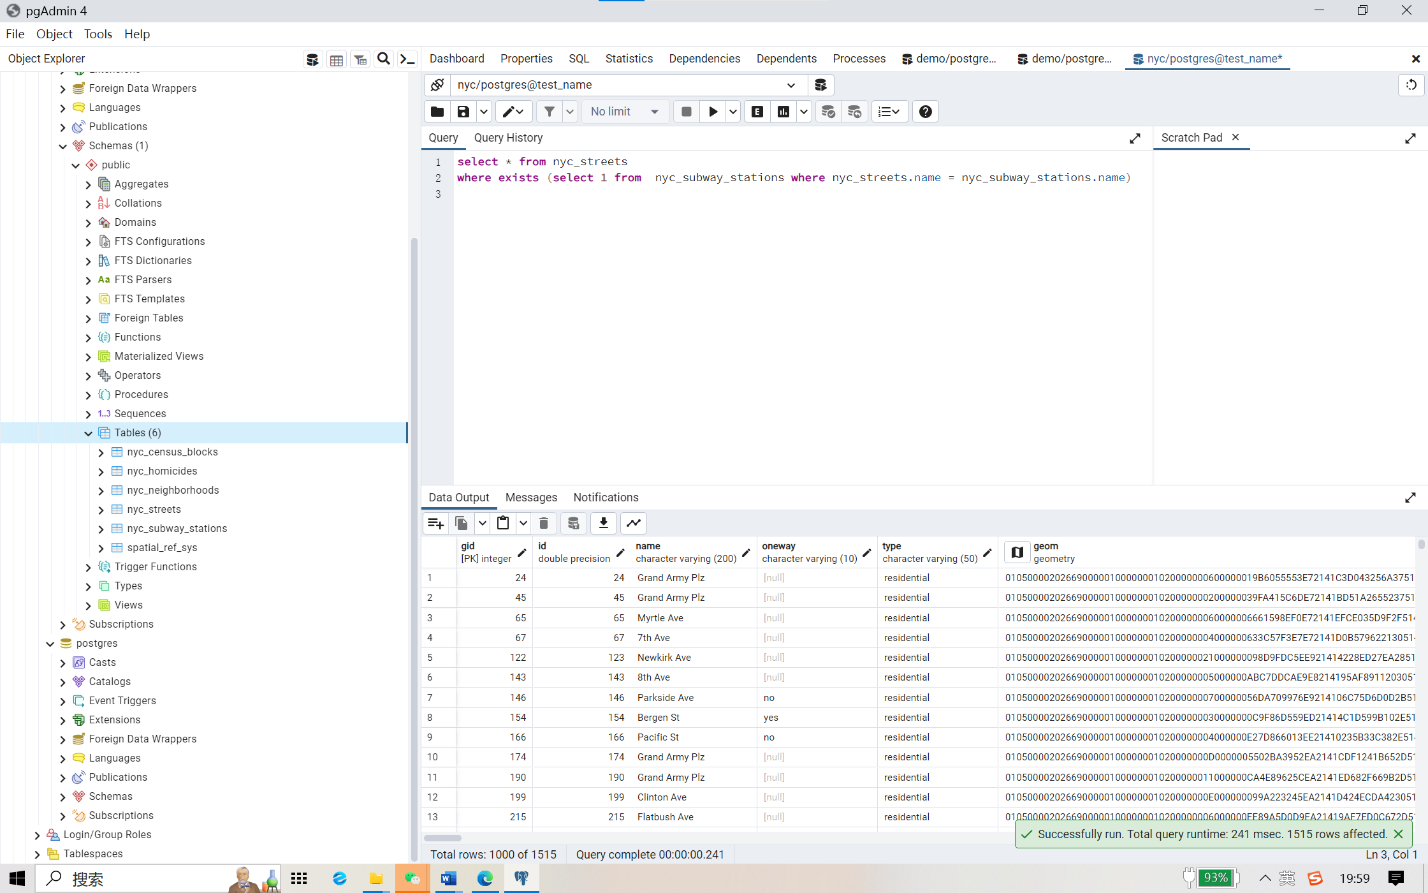 pgAdmin 4
File Object Tools Help
Object Explorer
Dashboard Properties SQL Statistics Dependencies Dependents Processes demo/postgre... demo/postgre... nyc/postgres@test_name*
Foreign Data Wrappers
Languages
Publications
Schemas (1)
public
Aggregates
Collations
Domains
FTS Configurations
FTS Dictionaries
Aa FTS Parsers
FTS Templates
Foreign Tables
Functions
Materialized Views
Operators
Procedures
1..3 Sequences
Tables (6)
nyc_census_blocks
nyc_homicides
nyc_neighborhoods
nyc_streets
nyc_subway_stations
spatial_ref_sys
Trigger Functions
Types
Views
Subscriptions
postgres
Casts
Catalogs
Event Triggers
Extensions
Foreign Data Wrappers
Languages
Publications
Schemas
Subscriptions
Login/Group Roles
Tablespaces
nyc/postgres@test_name
No limit
E
Query Query History
Scratch Pad
1 select * from nyc_streets
2 where exists (select 1 from nyc_subway_stations where nyc_streets.name = nyc_subway_stations.name)
3
Data Output Messages Notifications
gid id name oneway type geom
[PK] integer double precision character varying (200) character varying (10) character varying (50) geometry
1 24 24 Grand Army Plz [null] residential
2 45 45 Grand Army Plz [null] residential
3 65 65 Myrtle Ave [null] residential
4 67 67 7th Ave [null] residential
5 122 123 Newkirk Ave [null] residential
6 143 143 8th Ave [null] residential
7 146 146 Parkside Ave no residential
8 154 154 Bergen St yes residential
9 166 166 Pacific St no residential
10 174 174 Grand Army Plz [null] residential
11 190 190 Grand Army Plz [null] residential
12 199 199 Clinton Ave [null] residential
13 215 215 Flatbush Ave [null] residential
Successfully run. Total query runtime: 241 msec. 1515 rows affected.
Total rows: 1000 of 1515 Query complete 00:00:00.241
Ln 3, Col 1
搜索
93%
英
19:59